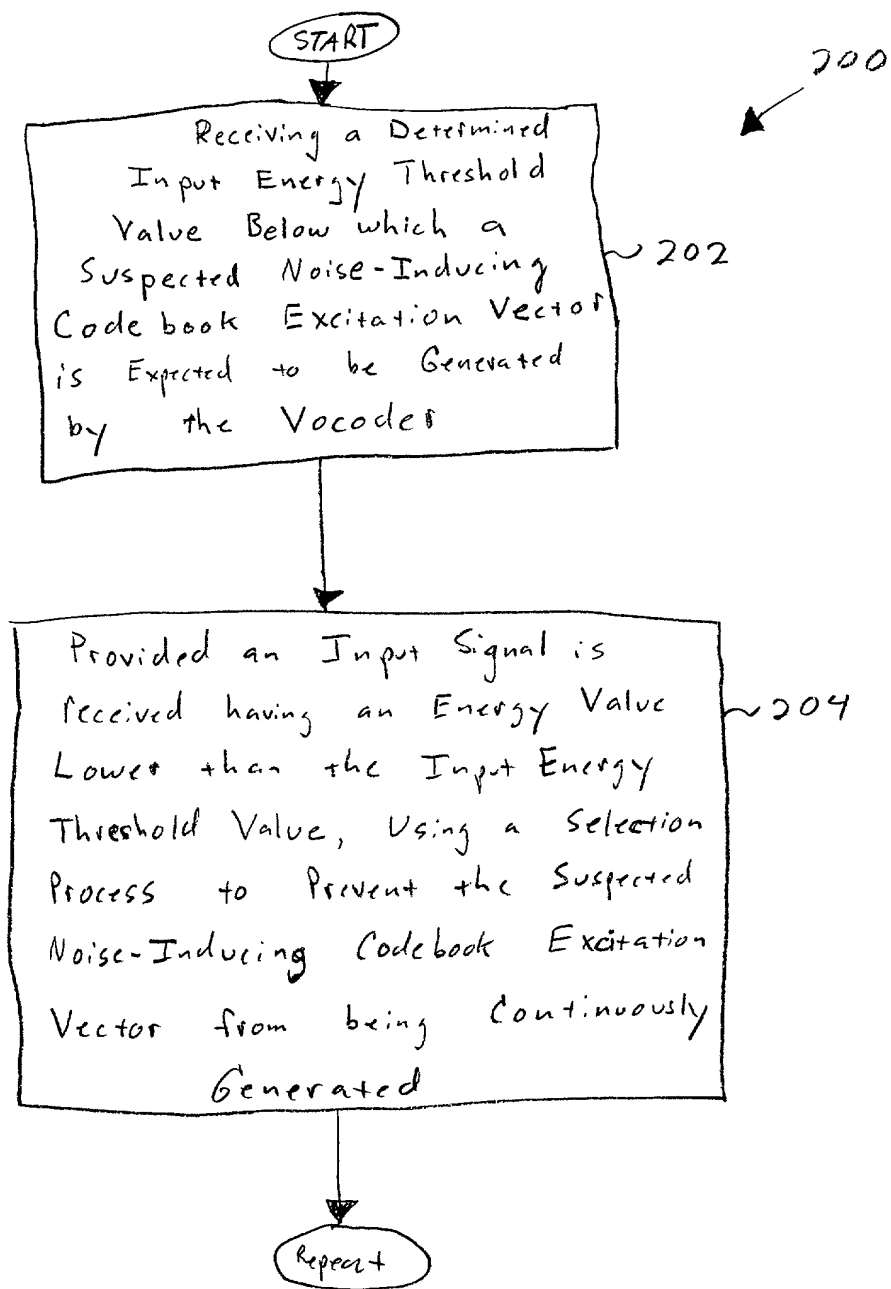 START
200
Receiving a Determined
Input Energy Threshold
Value Below which a
Suspected Noise-Inducing
Codebook Excitation Vector
is Expected to be Generated
by the Vocoder
202
Provided an Input Signal is
received having an Energy Value
Lower than the Input Energy
Threshold Value, Using a Selection
Process to Prevent the Suspected
Noise-Inducing Codebook Excitation
Vector from being Continuously
Generated
204
Repeat